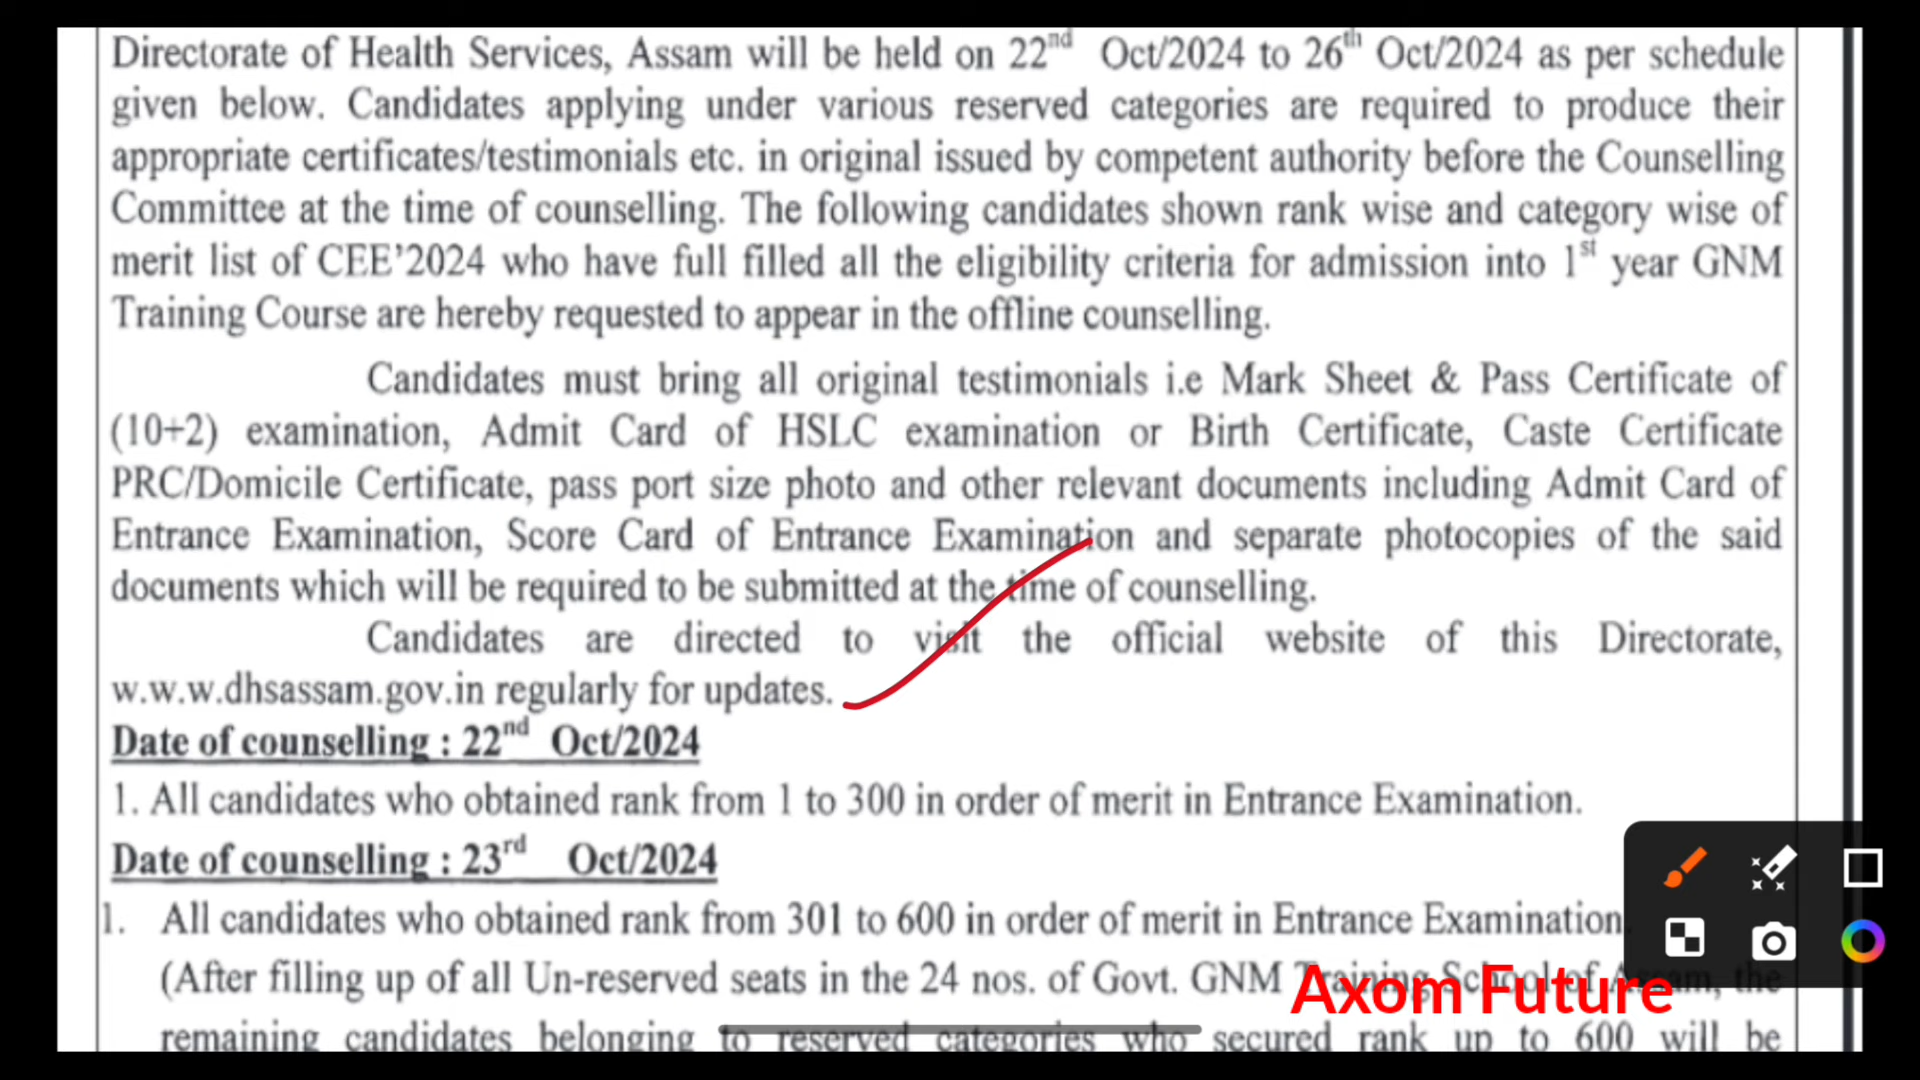 Directorate of Health Services, Assam will be held on 22nd Oct/2024 to 26th Oct/2024 as per schedule
given below. Candidates applying under various reserved categories are required to produce their
appropriate certificates/testimonials etc. in original issued by competent authority before the Counselling
Committee at the time of counselling. The following candidates shown rank wise and category wise of
merit list of CEE'2024 who have full filled all the eligibility criteria for admission into 1st year GNM
Training Course are hereby requested to appear in the offline counselling.
Candidates must bring all original testimonials i.e Mark Sheet & Pass Certificate of
(10+2) examination, Admit Card of HSLC examination or Birth Certificate, Caste Certificate
PRC/Domicile Certificate, pass port size photo and other relevant documents including Admit Card of
Entrance Examination, Score Card of Entrance Examination and separate photocopies of the said
documents which will be required to be submitted at the time of counselling.
Candidates are directed to visit the official website of this Directorate,
w.w.w.dhsassam.gov.in regularly for updates.
Date of counselling : 22nd Oct/2024
1. All candidates who obtained rank from 1 to 300 in order of merit in Entrance Examination.
Date of counselling : 23rd Oct/2024
1. All candidates who obtained rank from 301 to 600 in order of merit in Entrance Examination.
(After filling up of all Un-reserved seats in the 24 nos. of Govt. GNM Training School of Assam, the
Axom Future
remaining candidates belonging to reserved categories who secured rank up to 600 will be